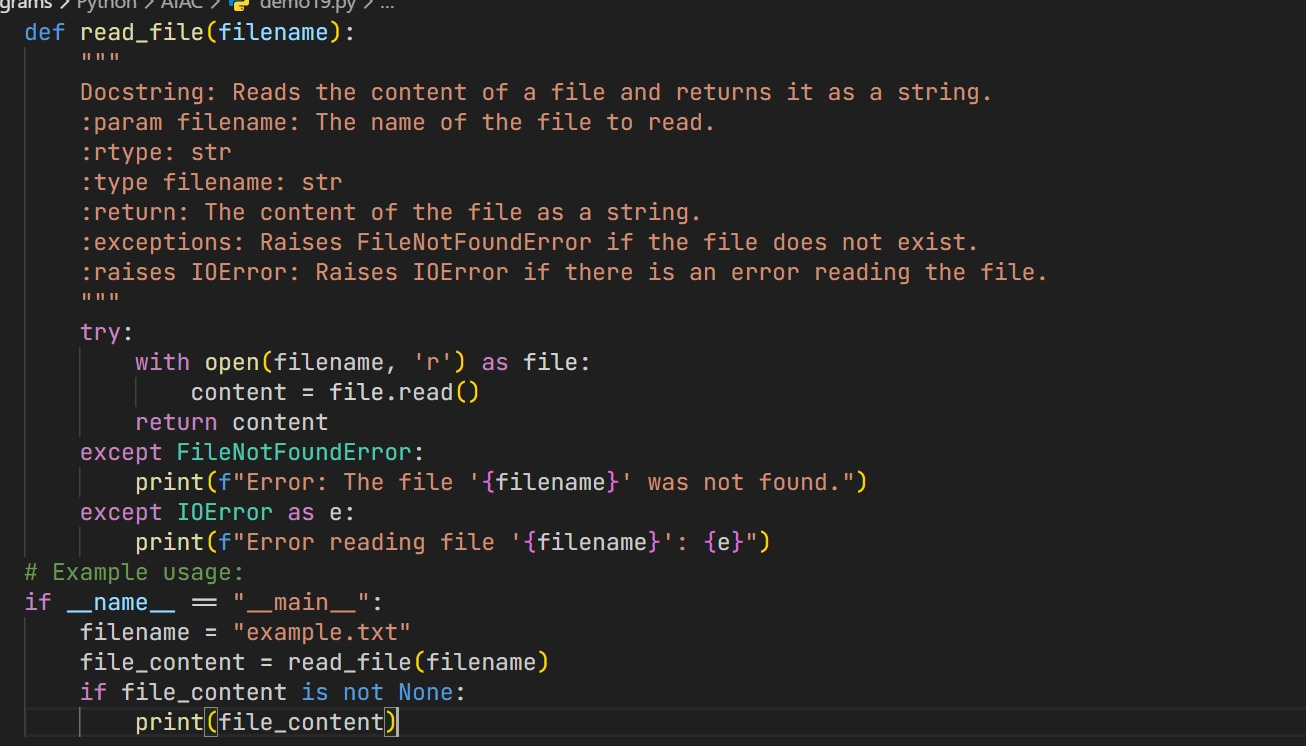 grams > Python > AIAC > demo19.py > ...
def read_file(filename):
    """
    Docstring: Reads the content of a file and returns it as a string.
    :param filename: The name of the file to read.
    :rtype: str
    :type filename: str
    :return: The content of the file as a string.
    :exceptions: Raises FileNotFoundError if the file does not exist.
    :raises IOError: Raises IOError if there is an error reading the file.
    """
    try:
        with open(filename, 'r') as file:
            content = file.read()
        return content
    except FileNotFoundError:
        print(f"Error: The file '{filename}' was not found.")
    except IOError as e:
        print(f"Error reading file '{filename}': {e}")
# Example usage:
if __name__ == "__main__":
    filename = "example.txt"
    file_content = read_file(filename)
    if file_content is not None:
        print(file_content)